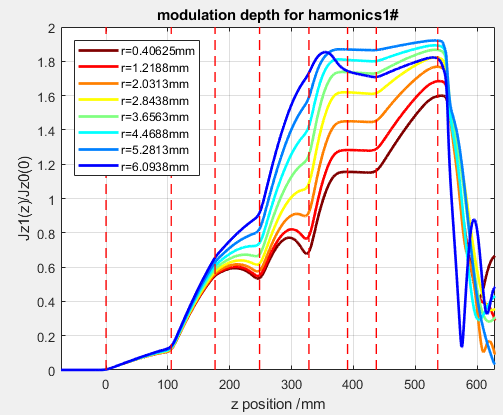 modulation depth for harmonics1#
2
1.8
1.6
1.4
1.2
1
0.8
0.6
0.4
0.2
0
Jz1(z)/Jz0(0)
r=0.40625mm
r=1.2188mm
r=2.0313mm
r=2.8438mm
r=3.6563mm
r=4.4688mm
r=5.2813mm
r=6.0938mm
0 100 200 300 400 500 600
z position /mm